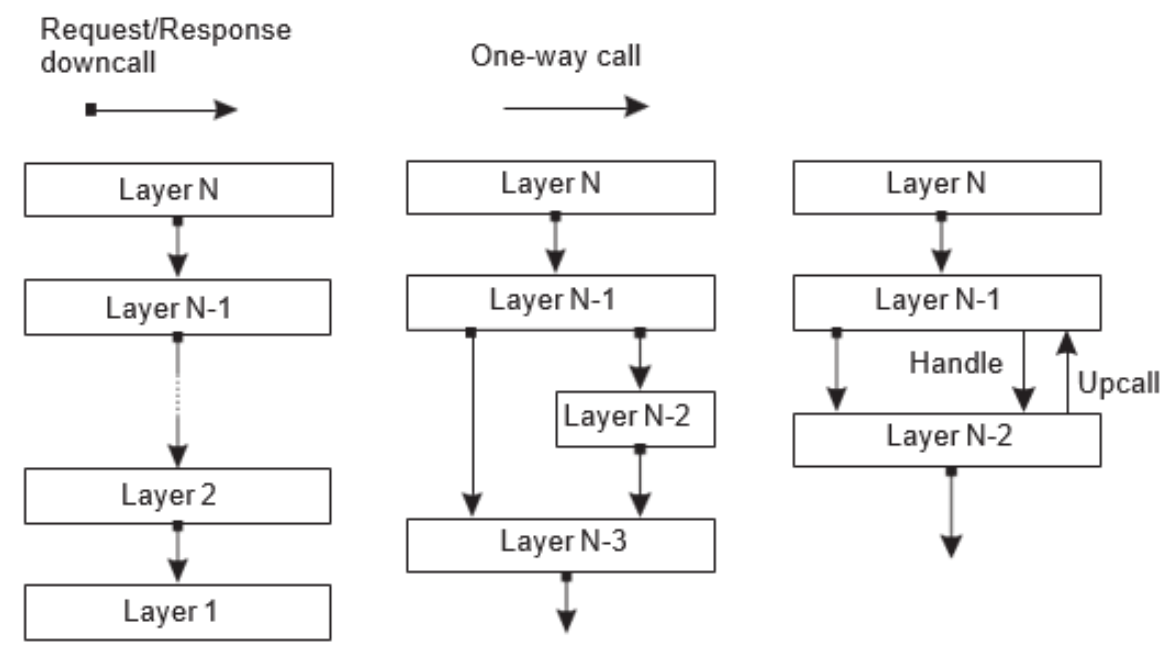 Request/Response
downcall
One-way call
Layer N
Layer N-1
Layer 2
Layer 1
Layer N
Layer N-1
Layer N-2
Layer N-3
Layer N
Layer N-1
Handle
Upcall
Layer N-2